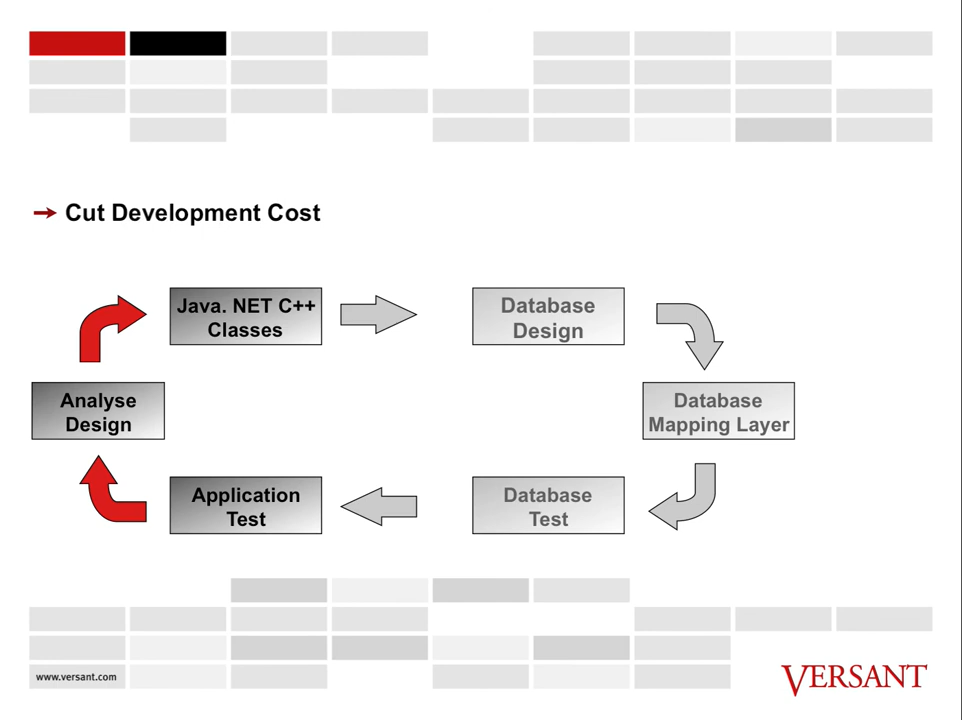 Cut Development Cost
Java. NET C++
Classes
Database
Design
Analyse
Design
Database
Mapping Layer
Application
Test
Database
Test
www.versant.com
VERSANT